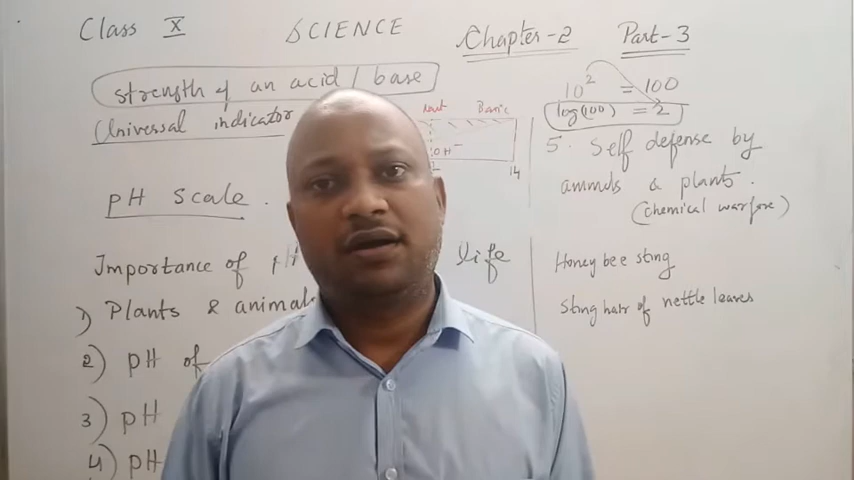 Class X SCIENCE Chapter-2 Part-3
strength of an acid / base
Universal indicator
pH Scale.
Importance of life
1) Plants & animals
2) pH of
3) pH
4) pH
Basic
OH⁻
14
10² = 100
log(100) = 2
5. Self defense by
animals & plants.
(chemical warfare)
Honey bee sting
Sting hair of nettle leaves